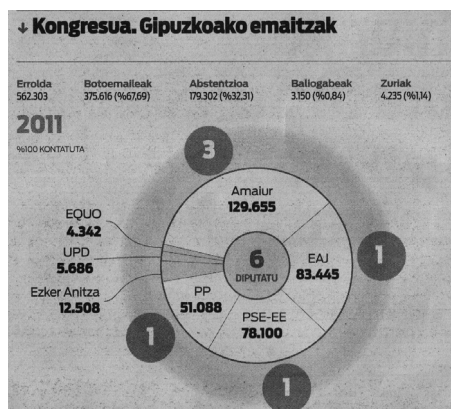 ↓ Kongresua. Gipuzkoako emaitzak
Errolda Botoemaileak Abstentzioa Baliogabeak Zuriak
562.303 375.616 (%67,69) 179.302 (%32,31) 3.150 (%0,84) 4.235 (%1,14)
2011
%100 KONTATUTA
3
Amaiur
129.655
EQUO
4.342
UPD
5.686
Ezker Anitza
12.508
6
DIPUTATU
EAJ
83.445
1
PP
51.088
1
PSE-EE
78.100
1